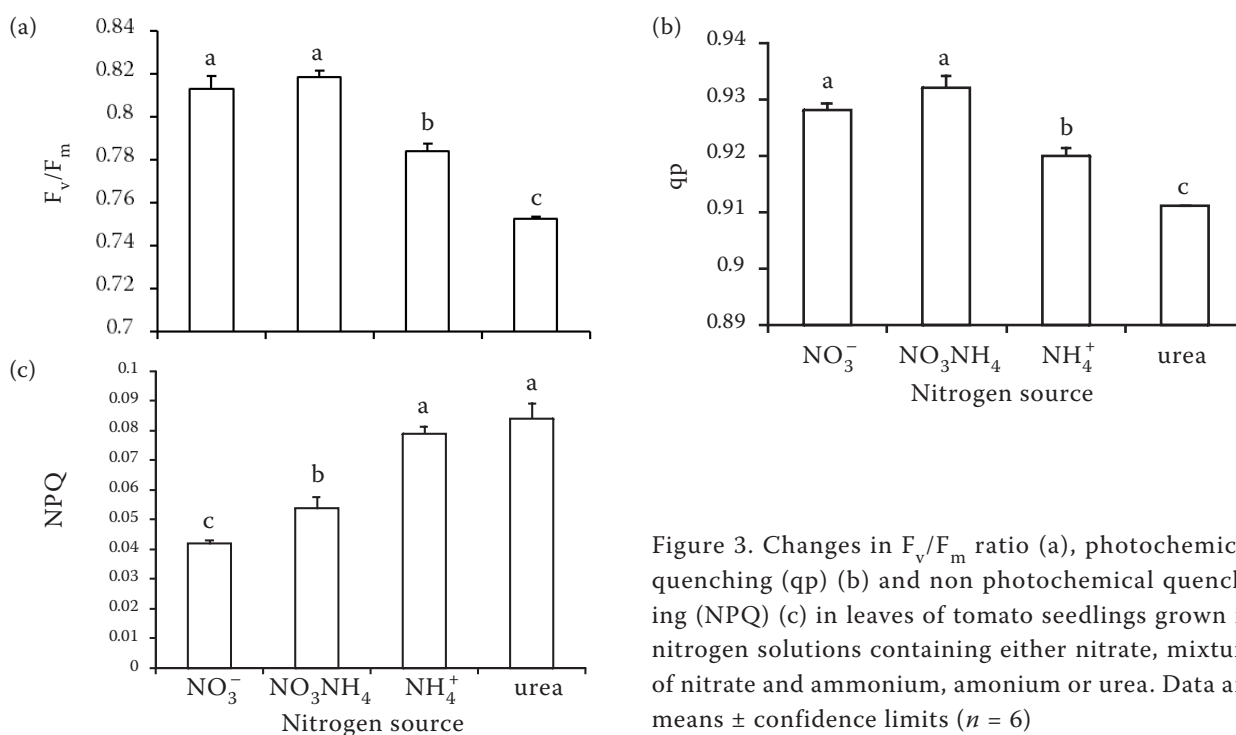 (a)
0.84
0.82
0.8
0.78
0.76
0.74
0.72
0.7
F_v/F_m
a
a
b
c
(b)
0.94
0.93
0.92
0.91
0.9
0.89
qp
a
a
b
c
NO₃⁻ NO₃NH₄ NH₄⁺ urea
Nitrogen source
(c)
0.1
0.09
0.08
0.07
0.06
0.05
0.04
0.03
0.02
0.01
0
NPQ
c
b
a
a
NO₃⁻ NO₃NH₄ NH₄⁺ urea
Nitrogen source
Figure 3. Changes in F_v/F_m ratio (a), photochemic
quenching (qp) (b) and non photochemical quench
ing (NPQ) (c) in leaves of tomato seedlings grown
nitrogen solutions containing either nitrate, mixtu
of nitrate and ammonium, amonium or urea. Data a
means ± confidence limits (n = 6)